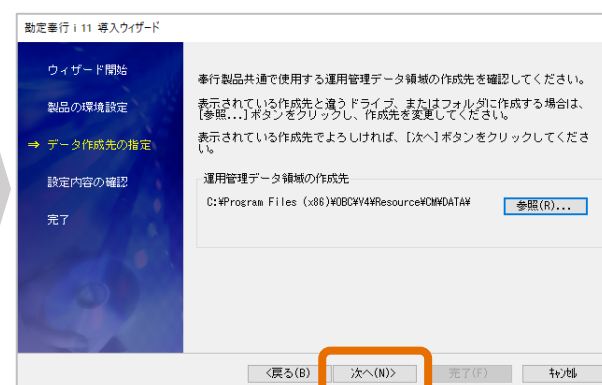 勘定奉行 i 11 導入ウィザード
ウィザード開始
製品の環境設定
⇒ データ作成先の指定
設定内容の確認
完了
奉行製品共通で使用する運用管理データ領域の作成先を確認してください。
表示されている作成先と違うドライブ、またはフォルダに作成する場合は、
[参照...]ボタンをクリックし、作成先を変更してください。
表示されている作成先でよろしければ、[次へ]ボタンをクリックしてくださ
い。
運用管理データ領域の作成先
C:¥Program Files (x86)¥OBC¥V4¥Resource¥CM¥DATA¥
参照(R)...
<戻る(B)
次へ(N)>
完了(F)
キャンセル